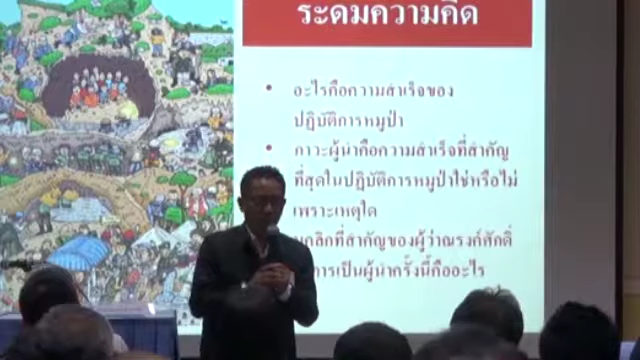 ระดมความคิด
• อะไรคือความสำเร็จของ
ปฏิบัติการหมูป่า
• ภาวะผู้นำคือความสำเร็จที่สำคัญ
ที่สุดในปฏิบัติการหมูป่าใช่หรือไม่
เพราะเหตุใด
ที่สำคัญของผู้ว่าณรงค์ศักดิ์
การเป็นผู้นำครั้งนี้คืออะไร